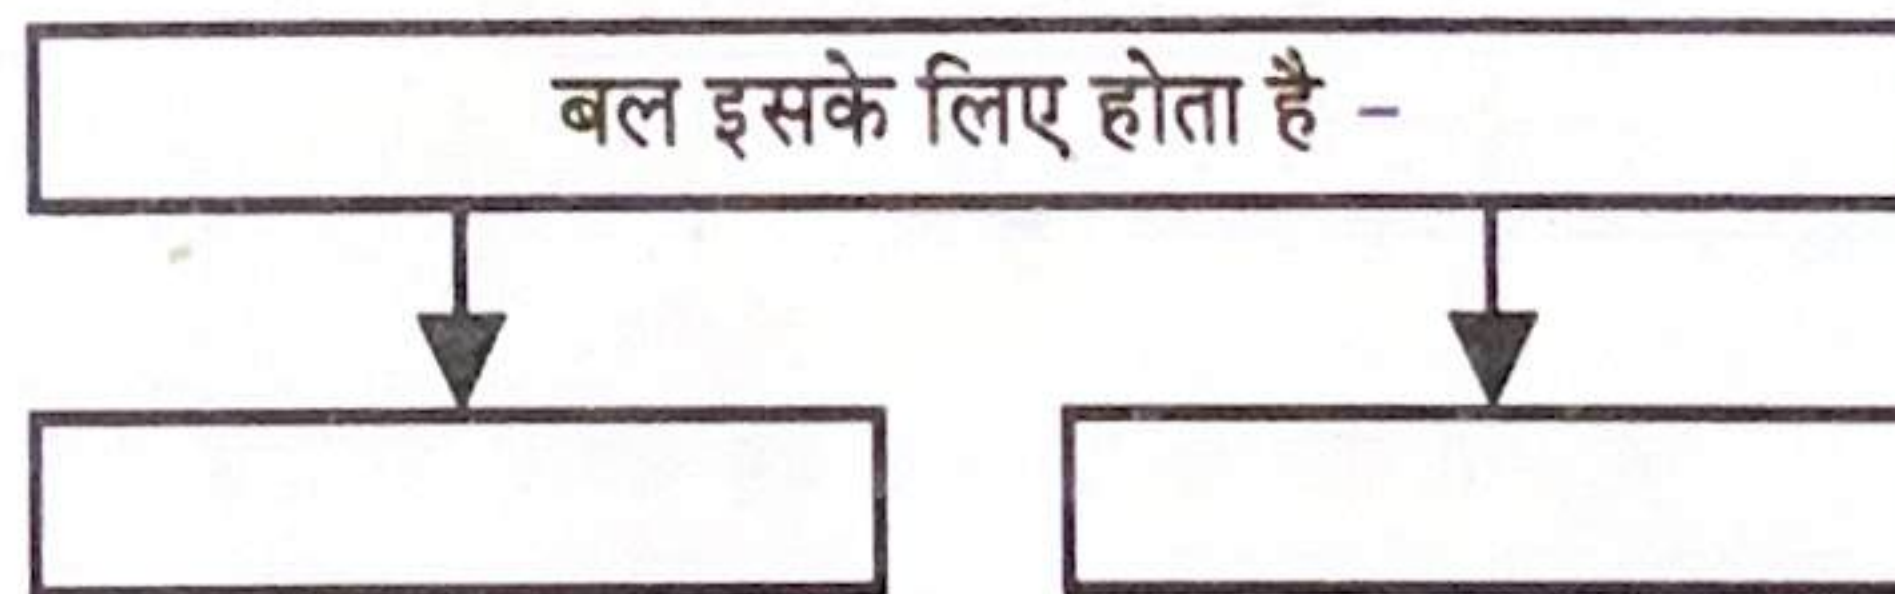 बल इसके लिए होता है –